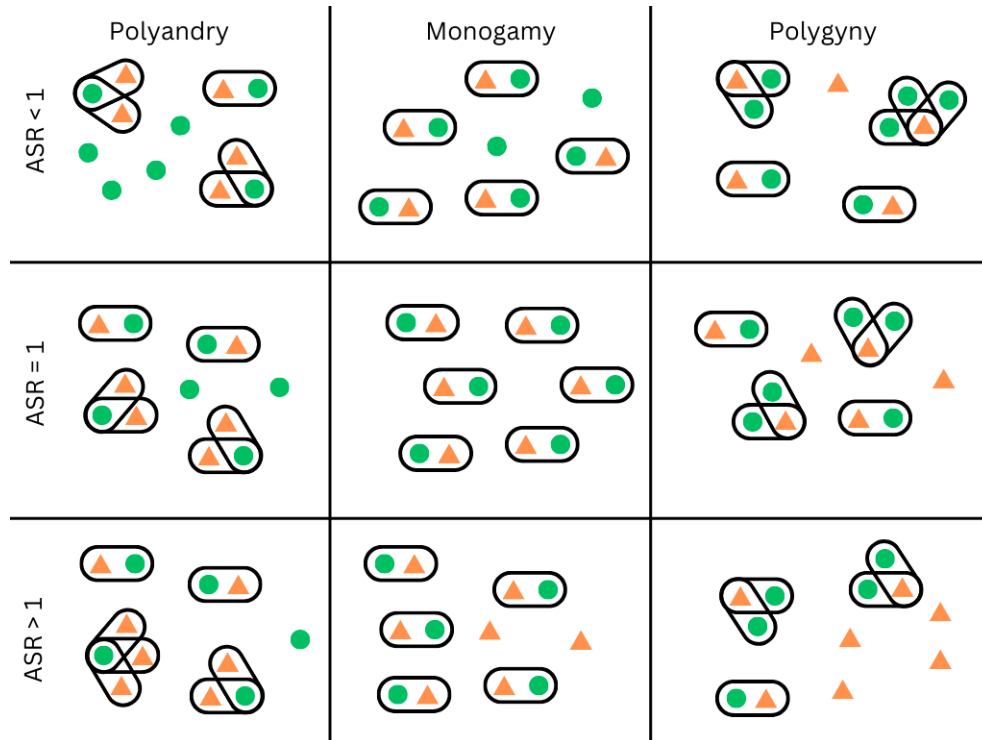 Polyandry
Monogamy
Polygyny
ASR < 1
ASR = 1
ASR > 1